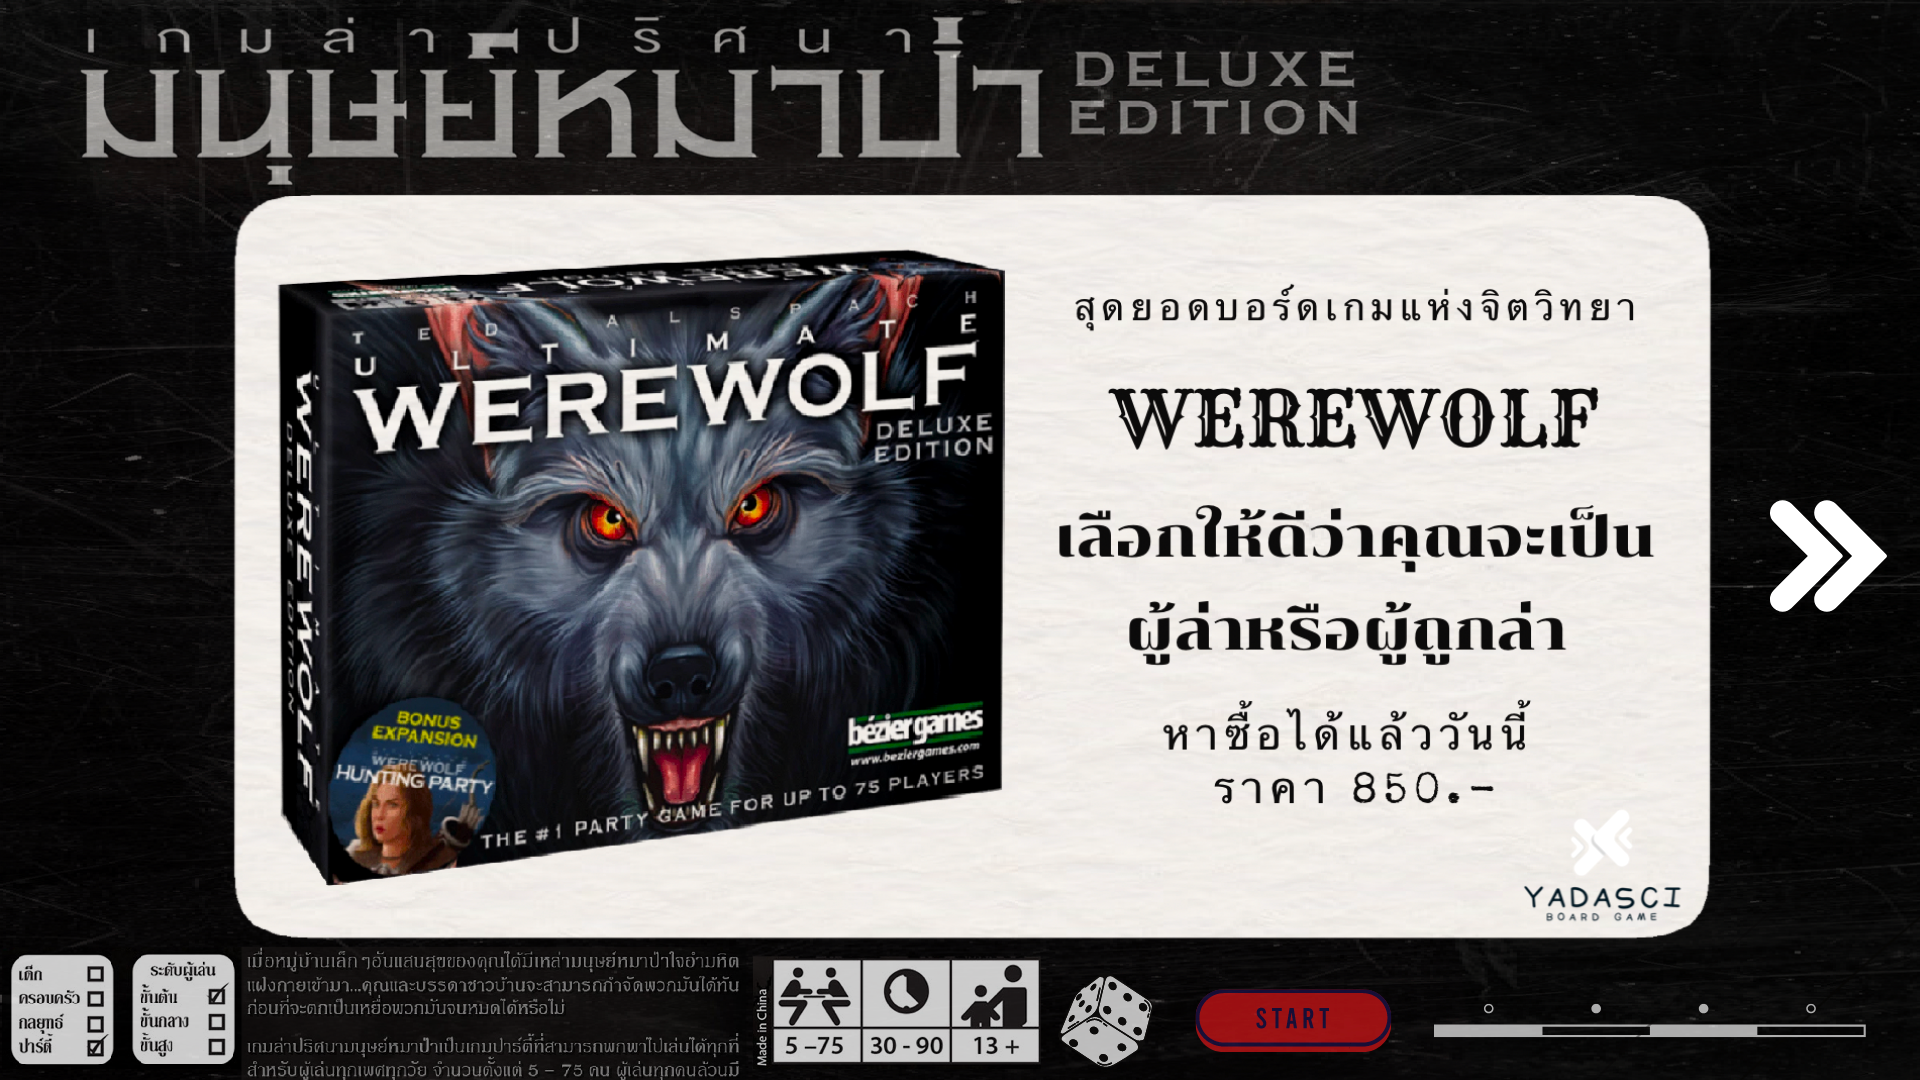 เกมล่าปริศนา
มนุษย์หมาป่า
DELUXE
EDITION
TED ALSPACH
ULTIMATE
WEREWOLF
DELUXE
EDITION
WEREWOLF
DELUXE EDITION
BONUS
EXPANSION
WEREWOLF
HUNTING PARTY
béziergames
www.beziergames.com
THE #1 PARTY GAME FOR UP TO 75 PLAYERS
สุดยอดบอร์ดเกมแห่งจิตวิทยา
WEREWOLF
เลือกให้ดีว่าคุณจะเป็น
ผู้ล่าหรือผู้ถูกล่า
หาซื้อได้แล้ววันนี้
ราคา 850.-
YADASCI
BOARD GAME
เด็ก
ครอบครัว
กลยุทธ์
ปาร์ตี้
ระดับผู้เล่น
ขั้นต้น
ขั้นกลาง
ขั้นสูง
เมื่อหมู่บ้านเล็กๆอันแสนสุขของคุณได้มีเหล่ามนุษย์หมาป่าใจอำมหิต
แฝงกายเข้ามา...คุณและบรรดาชาวบ้านจะสามารถกำจัดพวกมันได้ทัน
ก่อนที่จะตกเป็นเหยื่อพวกมันจนหมดได้หรือไม่
เกมล่าปริศนามนุษย์หมาป่าเป็นเกมปาร์ตี้ที่สามารถพกพาไปเล่นได้ทุกที่
สำหรับผู้เล่นทุกเพศทุกวัย จำนวนตั้งแต่ 5 – 75 คน ผู้เล่นทุกคนล้วนมี
Made in China
5 –75
30 - 90
13 +
START